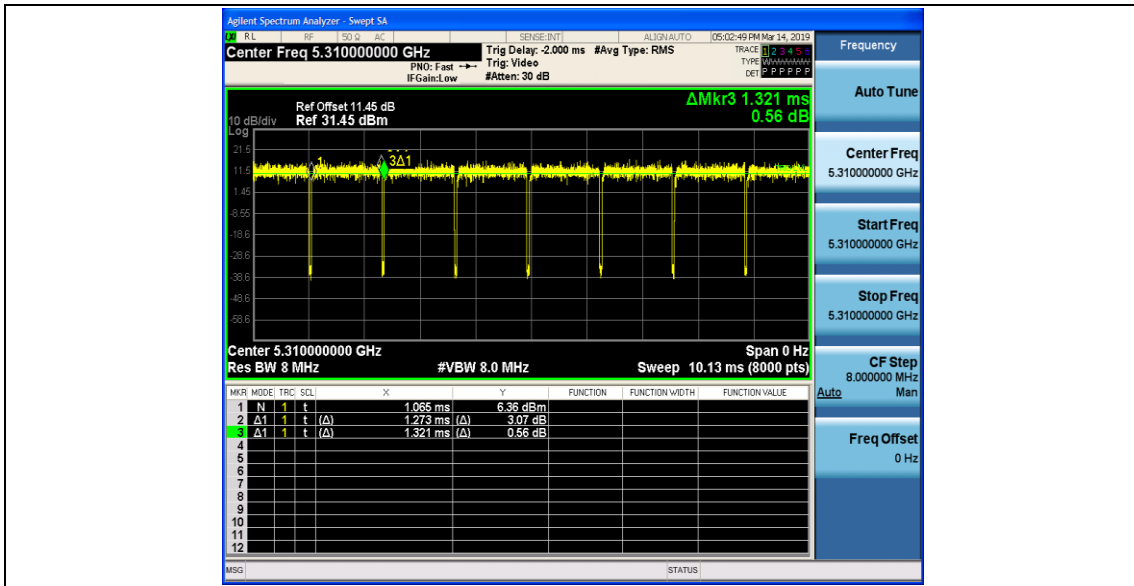 Agilent Spectrum Analyzer - Swept SA
RL RF 50 Ω AC SENSE:INT ALIGNAUTO 05:02:49 PM Mar 14, 2019
Center Freq 5.310000000 GHz
PNO: Fast
IFGain:Low
Trig Delay: -2.000 ms #Avg Type: RMS
Trig: Video
#Atten: 30 dB
TRACE 1 2 3 4 5 6
TYPE
DET P P P P P P
Frequency
Auto Tune
Center Freq
5.310000000 GHz
Start Freq
5.310000000 GHz
Stop Freq
5.310000000 GHz
CF Step
8.000000 MHz
Auto Man
Freq Offset
0 Hz
ΔMkr3 1.321 ms
0.56 dB
Ref Offset 11.45 dB
10 dB/div Ref 31.45 dBm
Log
21.5
11.5
1.45
-8.55
-18.6
-28.6
-38.6
-48.6
-58.6
1
3Δ1
Center 5.310000000 GHz Span 0 Hz
Res BW 8 MHz #VBW 8.0 MHz Sweep 10.13 ms (8000 pts)
MKR MODE TRC SCL X Y FUNCTION FUNCTION WIDTH FUNCTION VALUE
1 N 1 t 1.065 ms 6.36 dBm
2 Δ1 1 t (Δ) 1.273 ms (Δ) 3.07 dB
3 Δ1 1 t (Δ) 1.321 ms (Δ) 0.56 dB
4
5
6
7
8
9
10
11
12
MSG STATUS